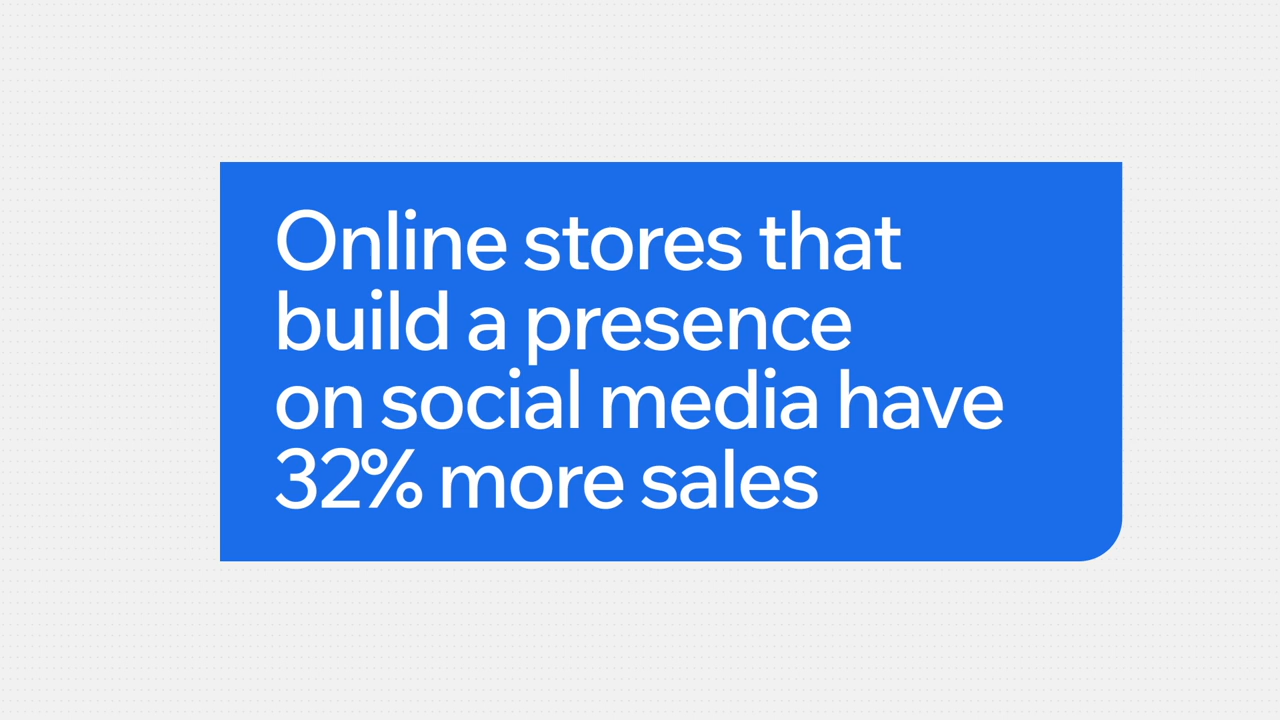 Online stores that
build a presence
on social media have
32% more sales